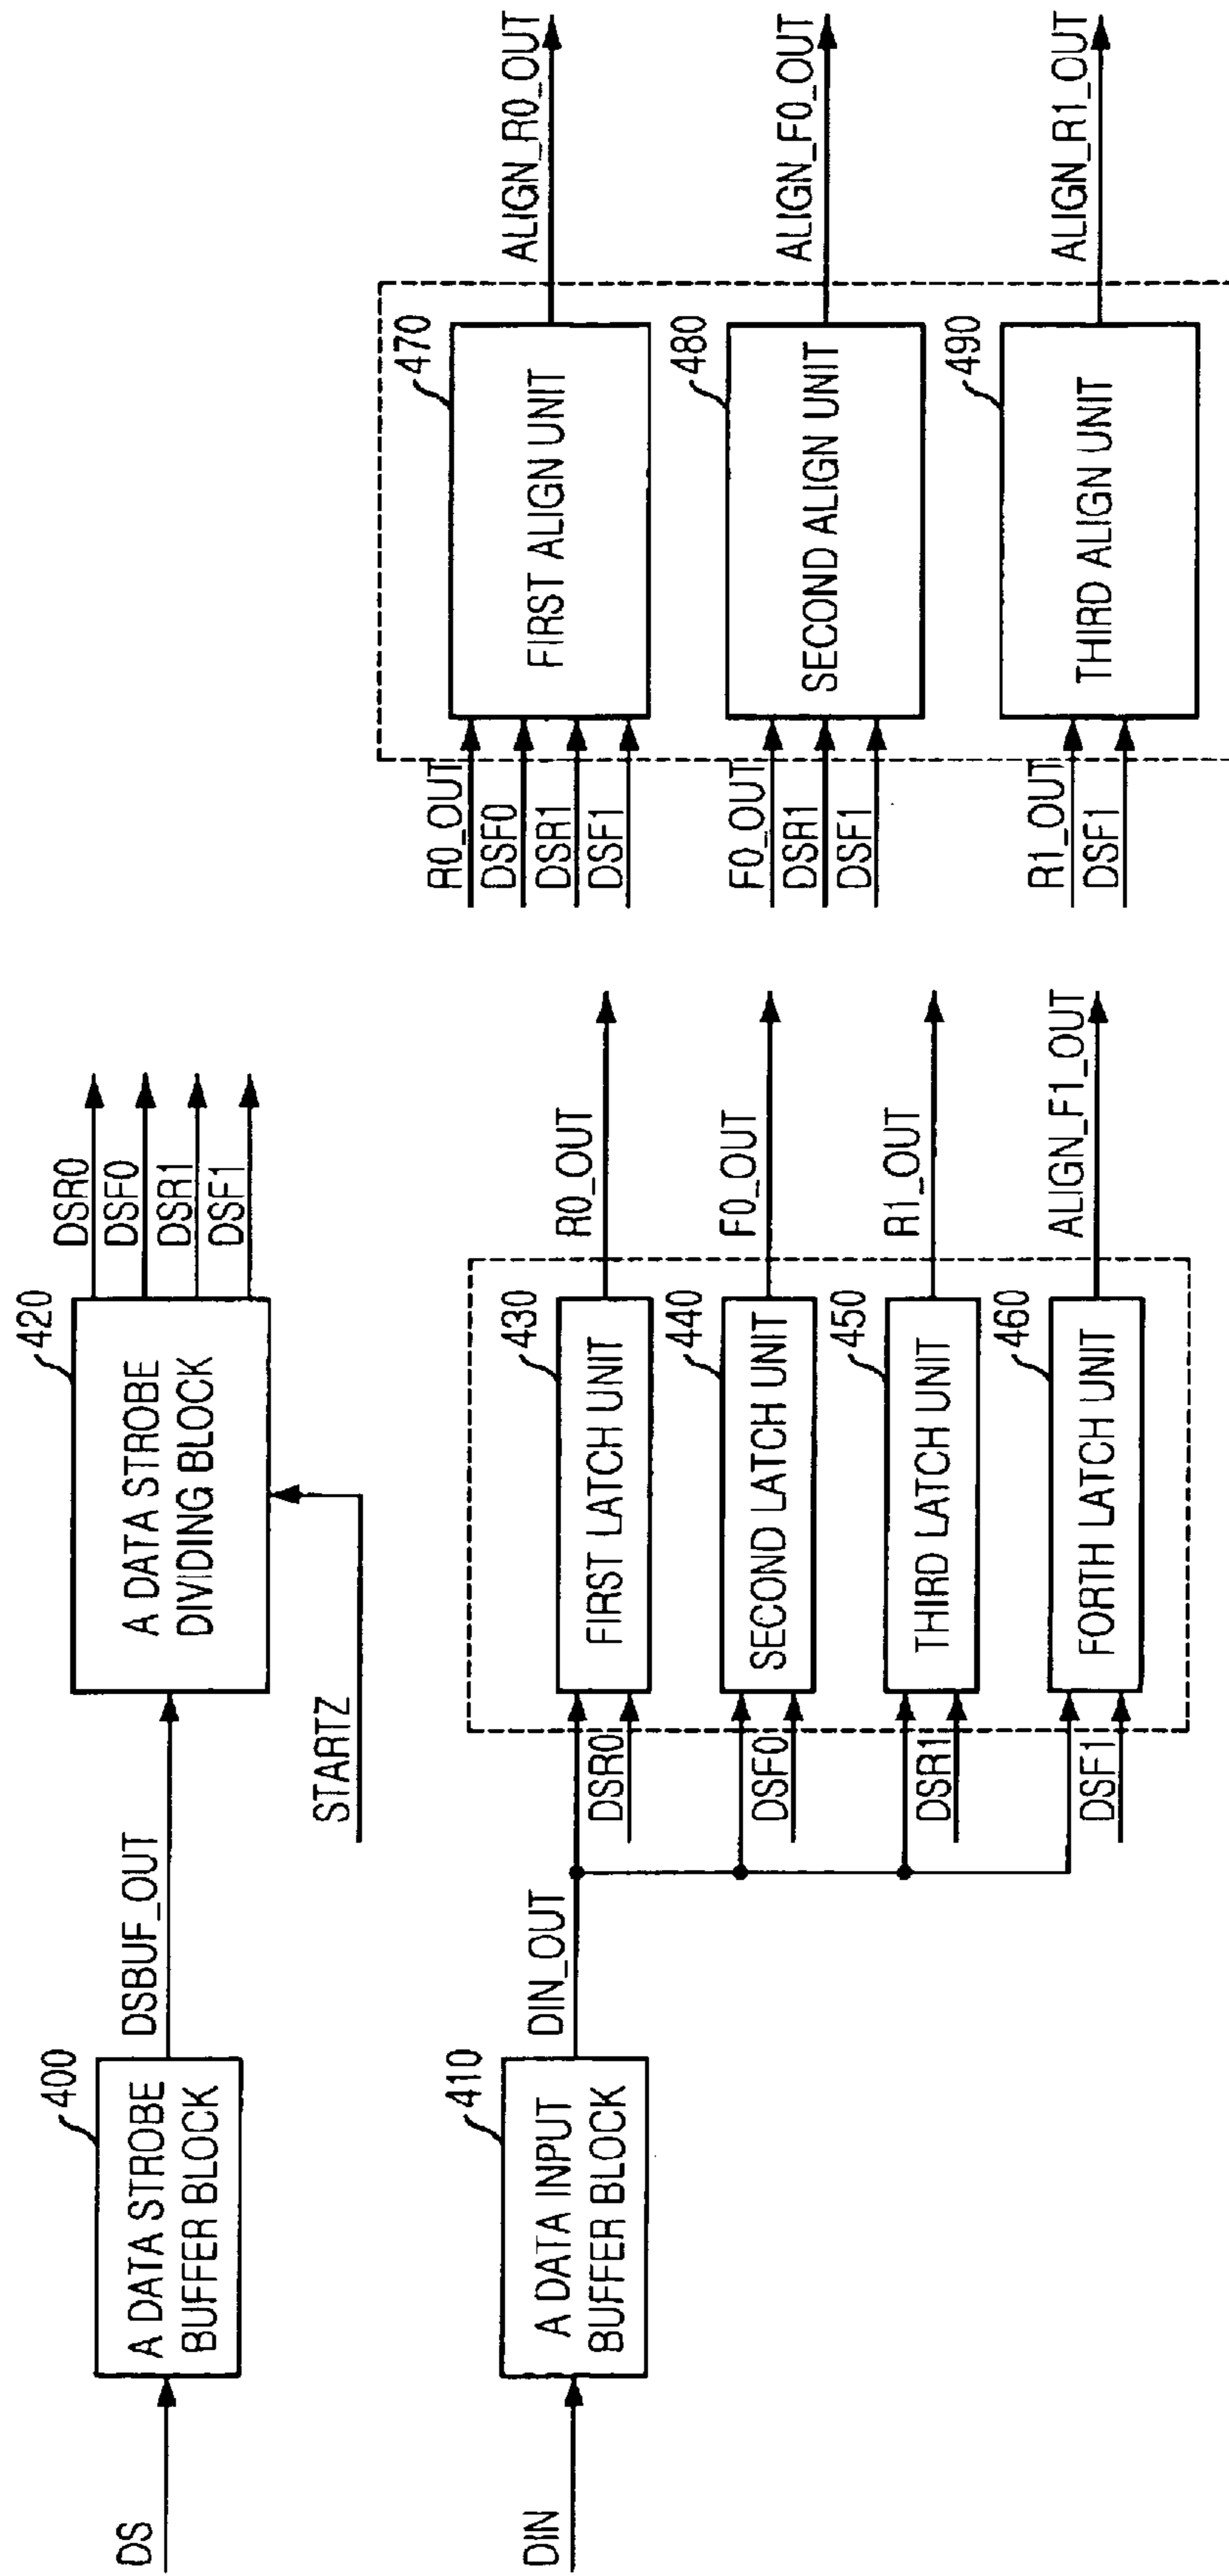 DS
400
A DATA STROBE
BUFFER BLOCK
DSBUF_OUT
420
A DATA STROBE
DIVIDING BLOCK
STARTZ
DSR0
DSF0
DSR1
DSF1
DIN
410
A DATA INPUT
BUFFER BLOCK
DIN_OUT
DSR0
430
FIRST LATCH UNIT
R0_OUT
DSF0
440
SECOND LATCH UNIT
F0_OUT
DSR1
450
THIRD LATCH UNIT
R1_OUT
DSF1
460
FORTH LATCH UNIT
ALIGN_F1_OUT
R0_OUT
DSF0
DSR1
DSF1
470
FIRST ALIGN UNIT
ALIGN_R0_OUT
F0_OUT
DSR1
DSF1
480
SECOND ALIGN UNIT
ALIGN_F0_OUT
R1_OUT
DSF1
490
THIRD ALIGN UNIT
ALIGN_R1_OUT